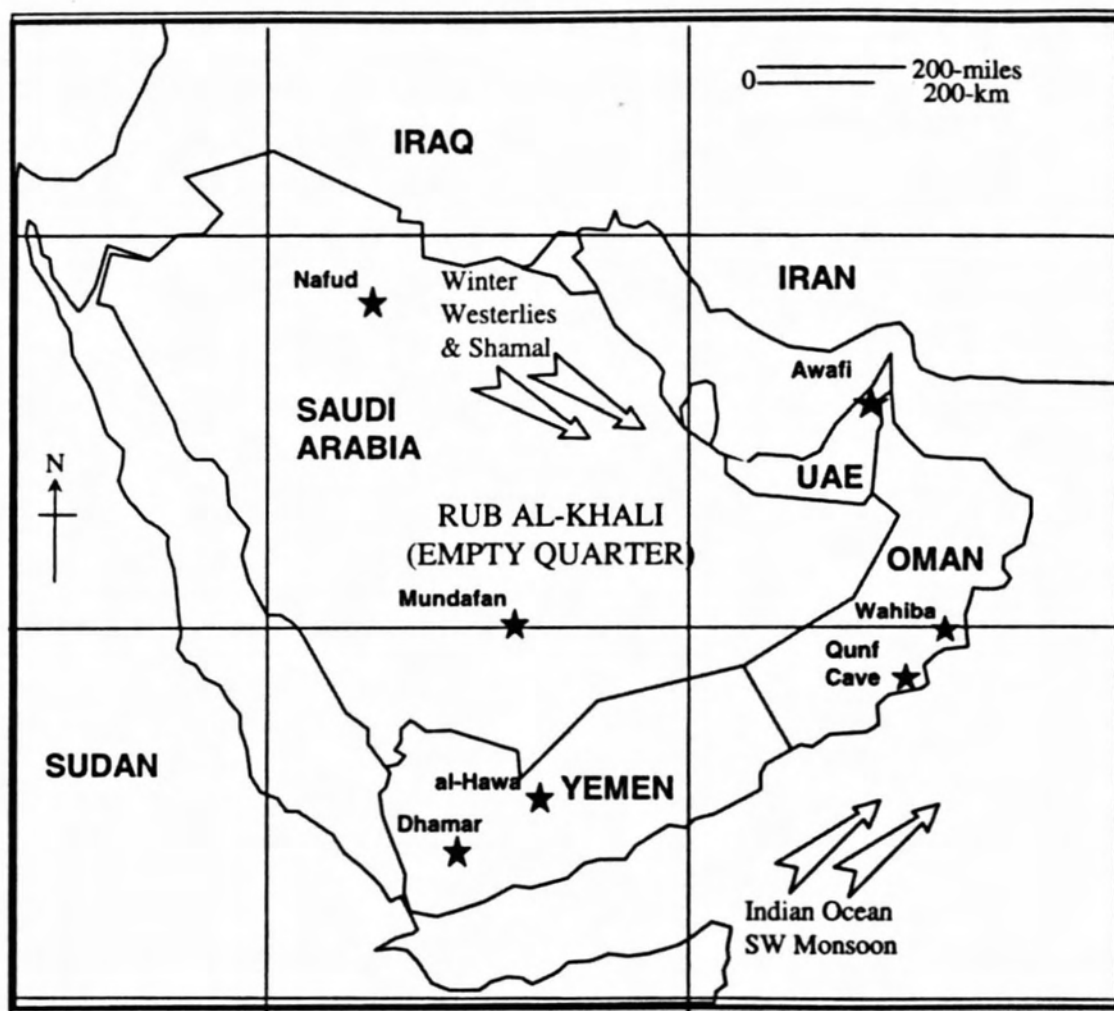 0 200-miles
200-km
IRAQ
Nafud
Winter
Westerlies
& Shamal
IRAN
Awafi
SAUDI
ARABIA
N
UAE
RUB AL-KHALI
(EMPTY QUARTER)
OMAN
Mundafan
Wahiba
Qunf
Cave
SUDAN
al-Hawa
YEMEN
Dhamar
Indian Ocean
SW Monsoon